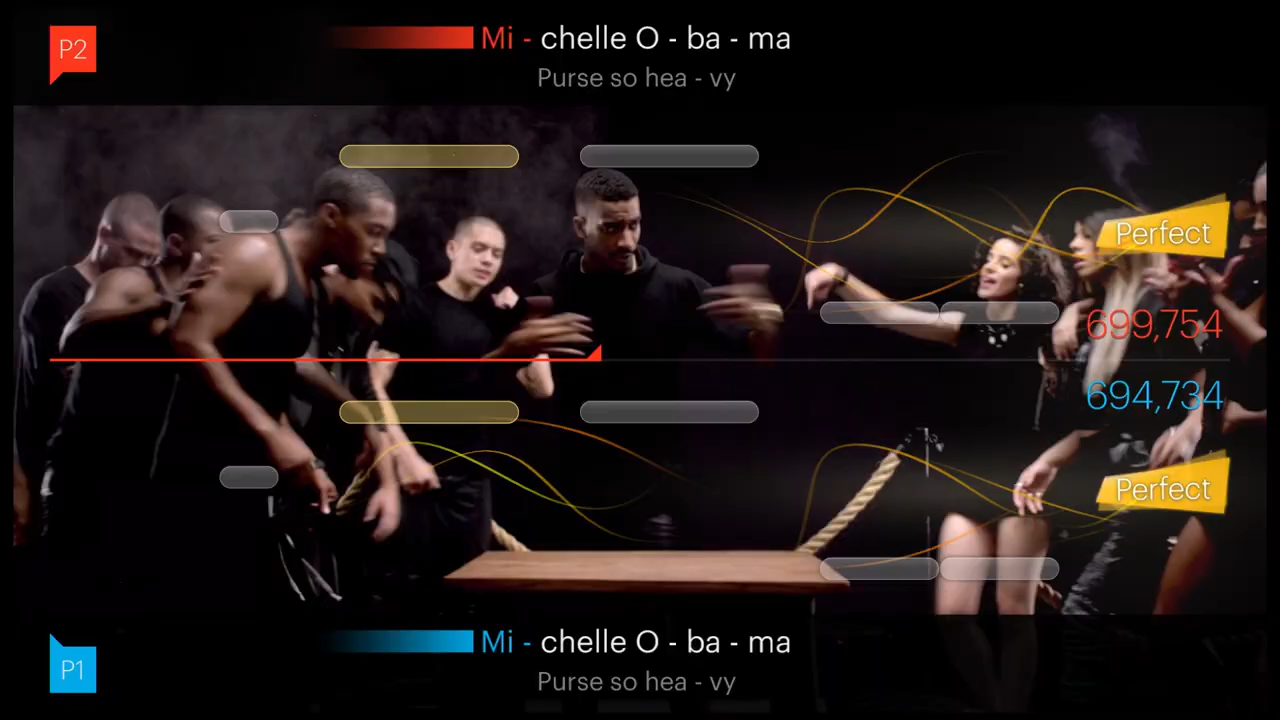 P2
Mi - chelle O - ba - ma
Purse so hea - vy
Perfect
699,754
694,734
Perfect
Mi - chelle O - ba - ma
Purse so hea - vy
P1